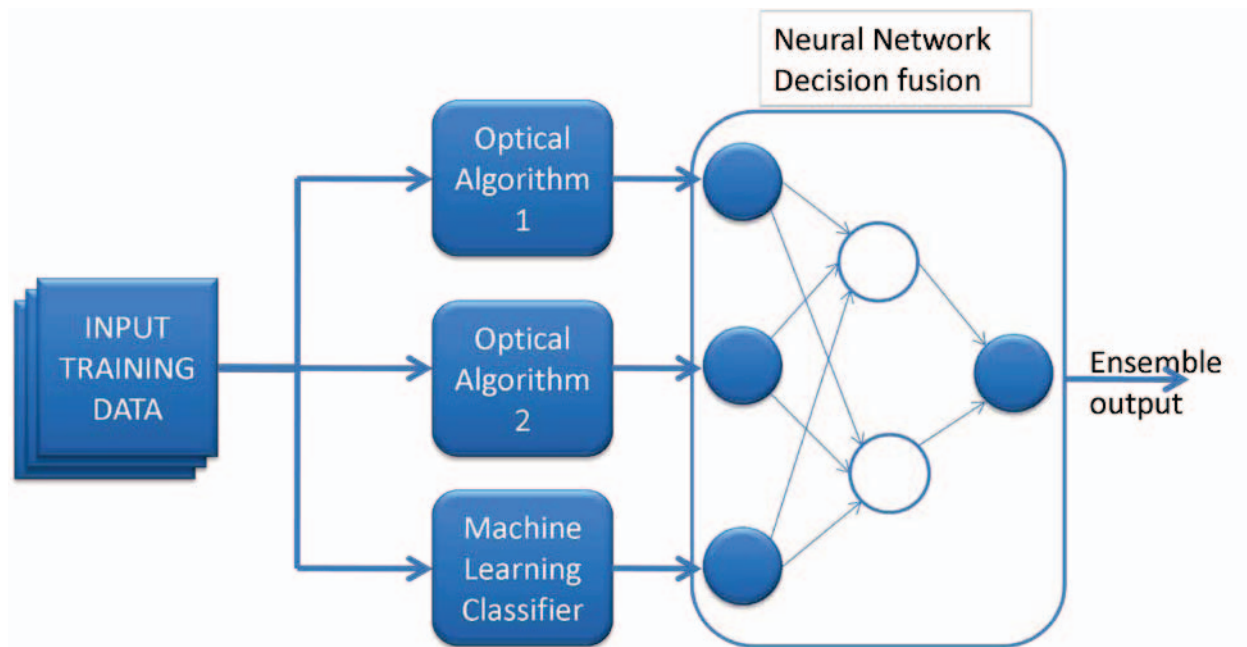 Neural Network
Decision fusion
Optical
Algorithm
1
INPUT
TRAINING
DATA
Optical
Algorithm
2
Ensemble
output
Machine
Learning
Classifier